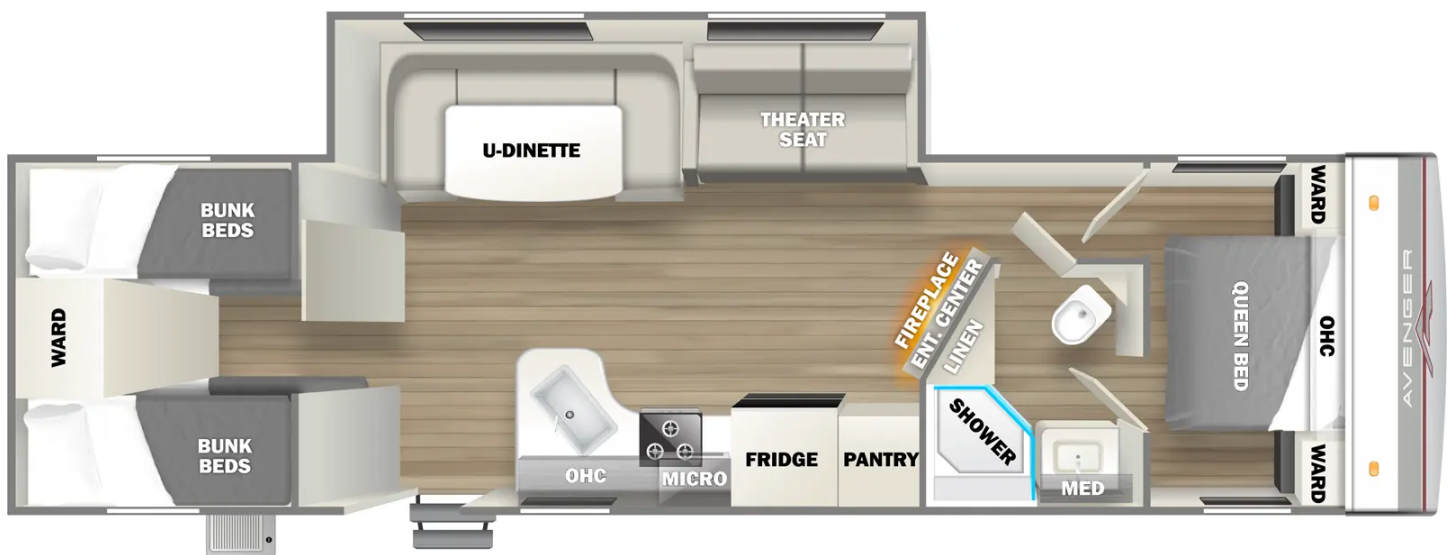 U-DINETTE
THEATER
SEAT
BUNK
BEDS
WARD
BUNK
BEDS
FIREPLACE
ENT. CENTER
LINEN
OHC
MICRO
FRIDGE
PANTRY
SHOWER
MED
WARD
QUEEN BED
OHC
WARD
AVENGER